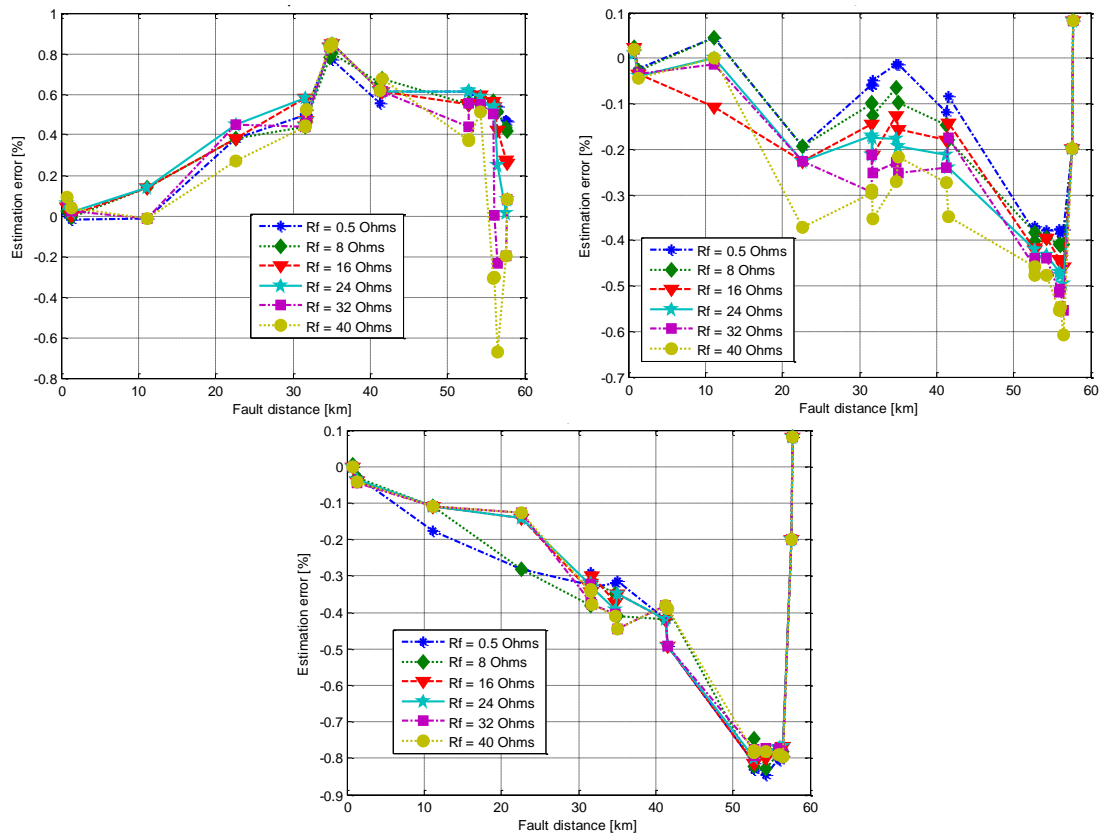 1
0.8
0.6
0.4
0.2
0
-0.2
-0.4
-0.6
-0.8
Estimation error [%]
0 10 20 30 40 50 60
Fault distance [km]
Rf = 0.5 Ohms
Rf = 8 Ohms
Rf = 16 Ohms
Rf = 24 Ohms
Rf = 32 Ohms
Rf = 40 Ohms
0.1
0
-0.1
-0.2
-0.3
-0.4
-0.5
-0.6
-0.7
Estimation error [%]
0 10 20 30 40 50 60
Fault distance [km]
Rf = 0.5 Ohms
Rf = 8 Ohms
Rf = 16 Ohms
Rf = 24 Ohms
Rf = 32 Ohms
Rf = 40 Ohms
0.1
0
-0.1
-0.2
-0.3
-0.4
-0.5
-0.6
-0.7
-0.8
-0.9
Estimation error [%]
0 10 20 30 40 50 60
Fault distance [km]
Rf = 0.5 Ohms
Rf = 8 Ohms
Rf = 16 Ohms
Rf = 24 Ohms
Rf = 32 Ohms
Rf = 40 Ohms